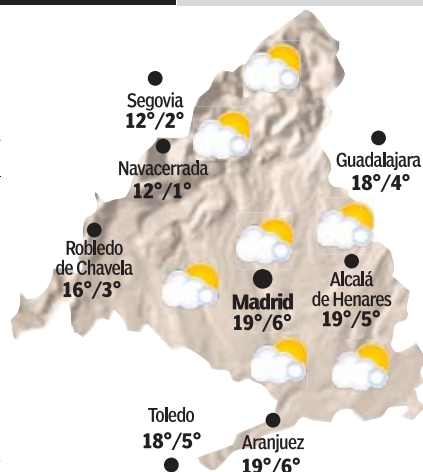 Segovia
12°/2°
Navacerrada
12°/1°
Guadalajara
18°/4°
Robledo
de Chavela
16°/3°
Madrid
19°/6°
Alcalá
de Henares
19°/5°
Toledo
18°/5°
Aranjuez
19°/6°